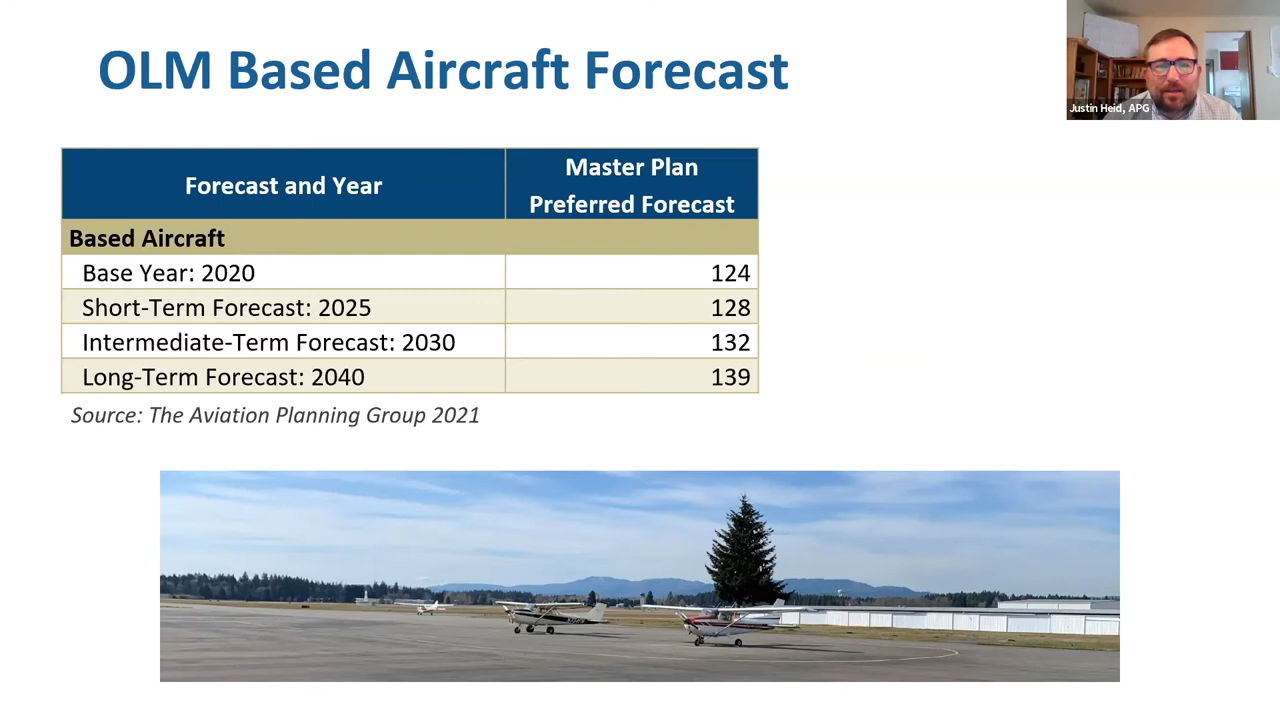 OLM Based Aircraft Forecast
Justin Heid, APG
Forecast and Year
Master Plan
Preferred Forecast
Based Aircraft
Base Year: 2020 124
Short-Term Forecast: 2025 128
Intermediate-Term Forecast: 2030 132
Long-Term Forecast: 2040 139
Source: The Aviation Planning Group 2021